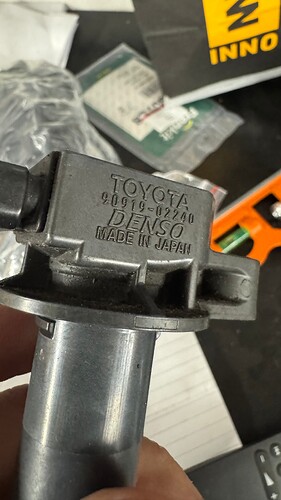 INNO
TOYOTA
90919-02240
DENSO
MADE IN JAPAN